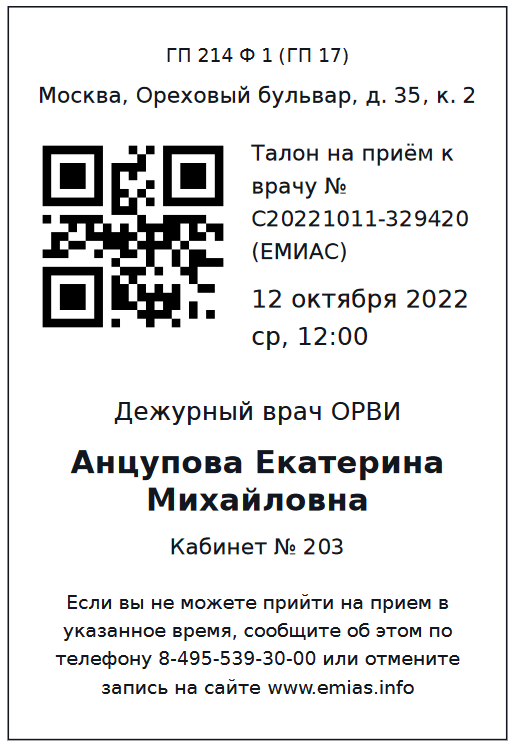 ГП 214 Ф 1 (ГП 17)
Москва, Ореховый бульвар, д. 35, к. 2
Талон на приём к
врачу №
С20221011-329420
(ЕМИАС)
12 октября 2022
ср, 12:00
Дежурный врач ОРВИ
Анцупова Екатерина
Михайловна
Кабинет № 203
Если вы не можете прийти на прием в
указанное время, сообщите об этом по
телефону 8-495-539-30-00 или отмените
запись на сайте www.emias.info